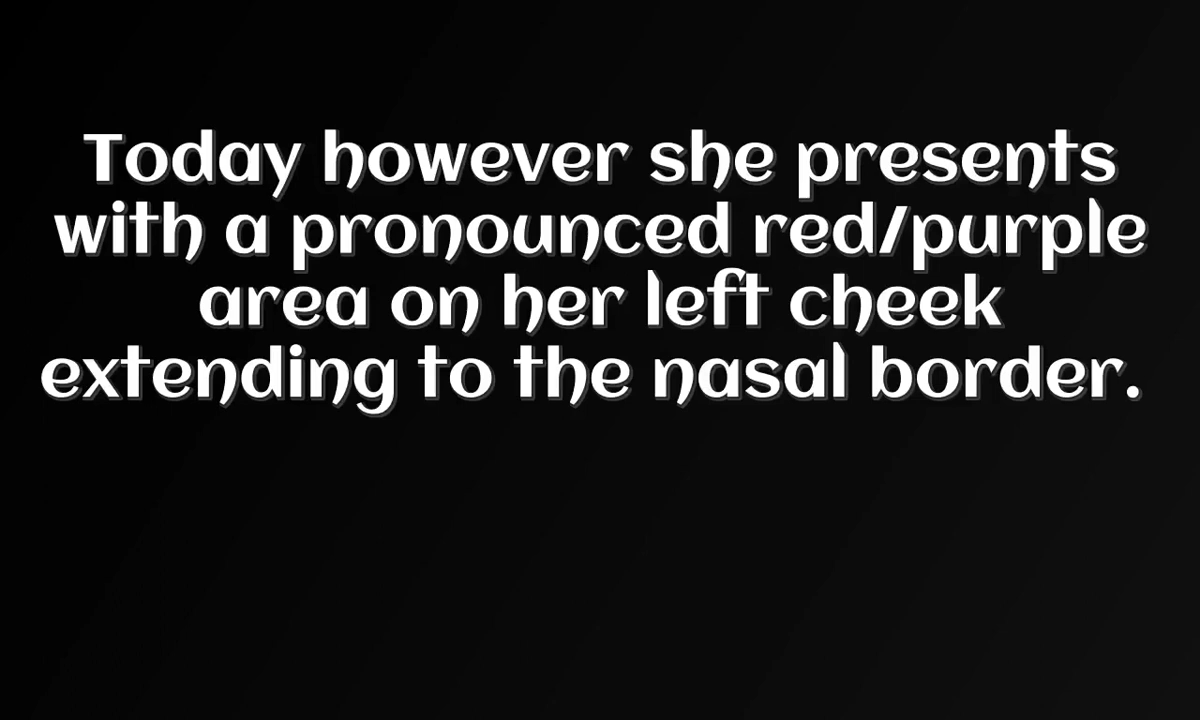 Today however she presents
with a pronounced red/purple
area on her left cheek
extending to the nasal border.